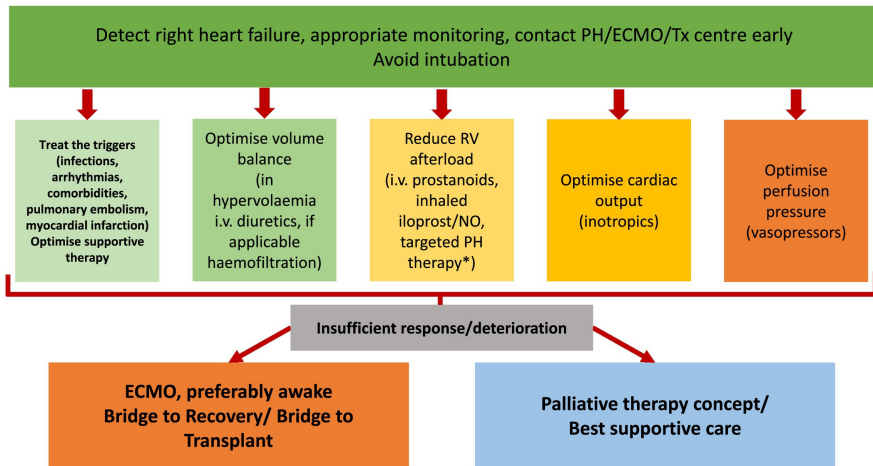 Detect right heart failure, appropriate monitoring, contact PH/ECMO/Tx centre early
Avoid intubation
Treat the triggers
(infections,
arrhythmias,
comorbidities,
pulmonary embolism,
myocardial infarction)
Optimise supportive
therapy
Optimise volume
balance
(in
hypervolaemia
i.v. diuretics, if
applicable
haemofiltration)
Reduce RV
afterload
(i.v. prostanoids,
inhaled
iloprost/NO,
targeted PH
therapy*)
Optimise cardiac
output
(inotropics)
Optimise
perfusion
pressure
(vasopressors)
Insufficient response/deterioration
ECMO, preferably awake
Bridge to Recovery/ Bridge to
Transplant
Palliative therapy concept/
Best supportive care